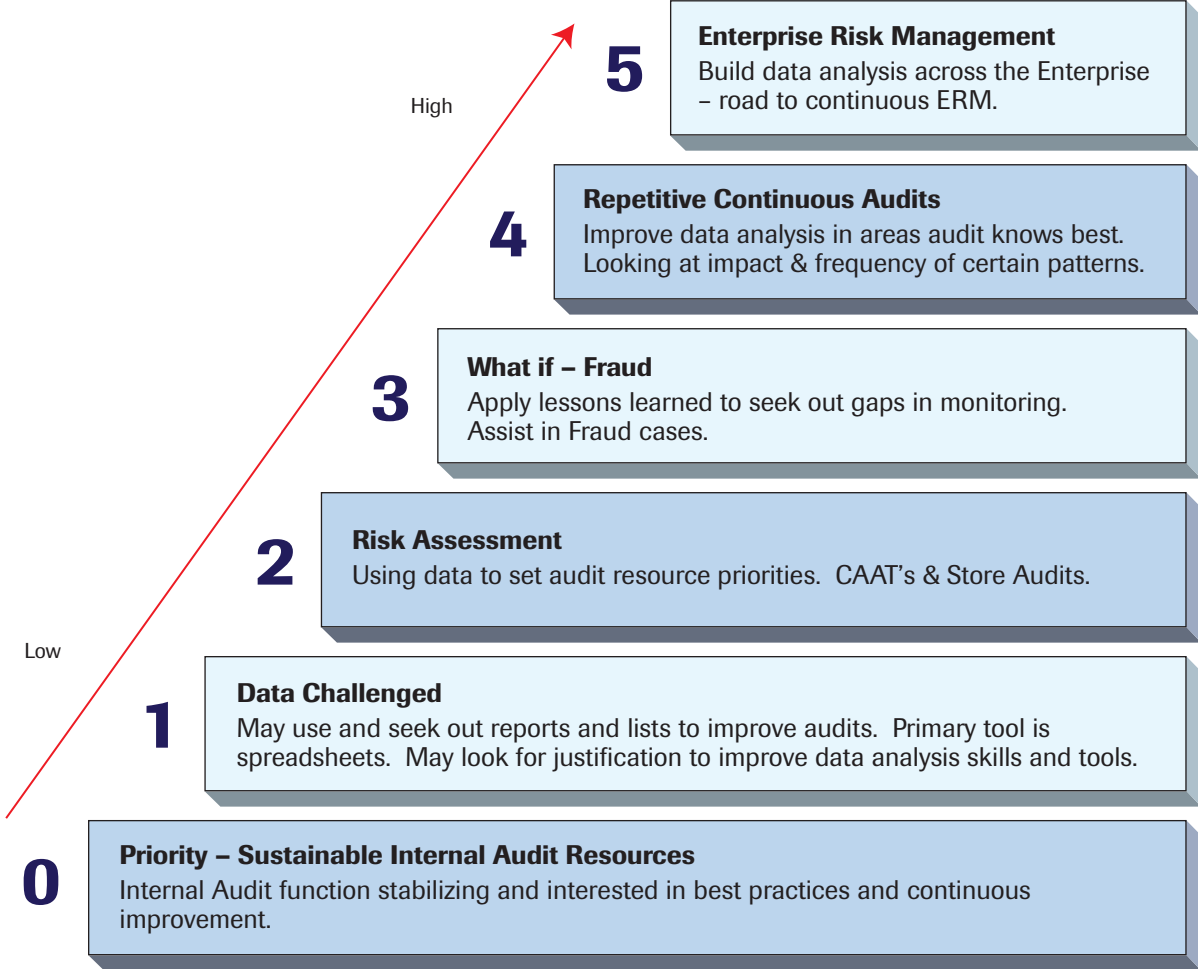 5
Enterprise Risk Management
Build data analysis across the Enterprise
– road to continuous ERM.
High
4
Repetitive Continuous Audits
Improve data analysis in areas audit knows best.
Looking at impact & frequency of certain patterns.
3
What if – Fraud
Apply lessons learned to seek out gaps in monitoring.
Assist in Fraud cases.
2
Risk Assessment
Using data to set audit resource priorities.  CAAT's & Store Audits.
Low
1
Data Challenged
May use and seek out reports and lists to improve audits.  Primary tool is
spreadsheets.  May look for justification to improve data analysis skills and tools.
0
Priority – Sustainable Internal Audit Resources
Internal Audit function stabilizing and interested in best practices and continuous
improvement.